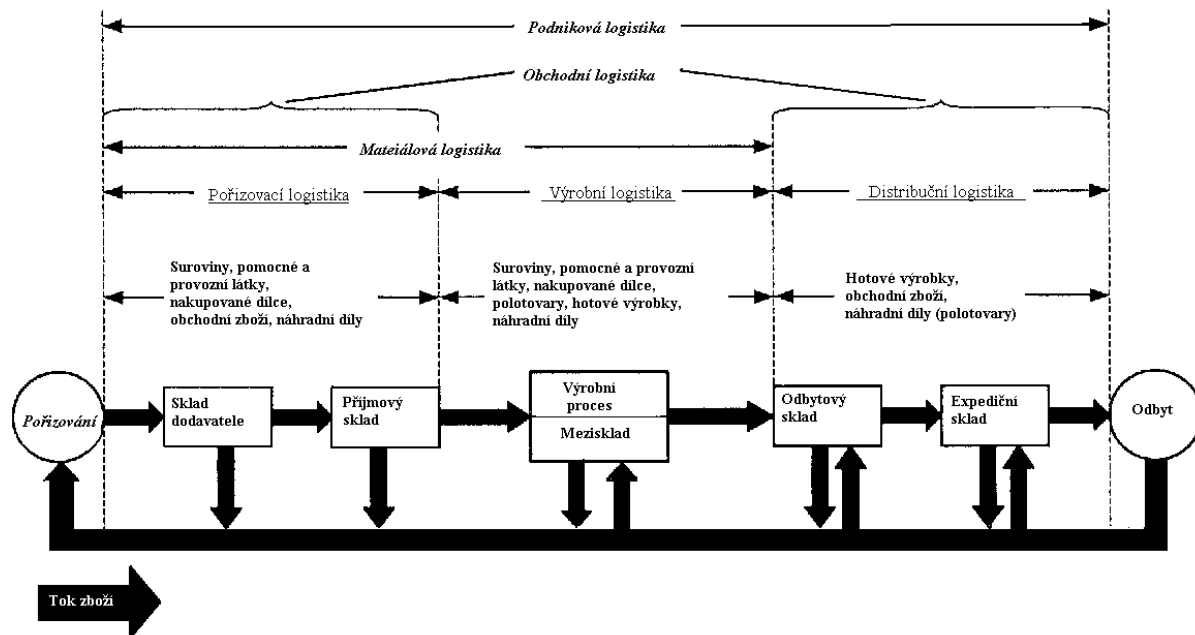 Podniková logistika
Obchodní logistika
Mateiálová logistika
Pořizovací logistika
Výrobní logistika
Distribuční logistika
Suroviny, pomocné a
provozní látky,
nakupované dílce,
obchodní zboží, náhradní díly
Suroviny, pomocné a provozní
látky, nakupované dílce,
polotovary, hotové výrobky,
náhradní díly
Hotové výrobky,
obchodní zboží,
náhradní díly (polotovary)
Pořizování
Sklad
dodavatele
Příjmový
sklad
Výrobní
proces
Mezisklad
Odbytový
sklad
Expediční
sklad
Odbyt
Tok zboží